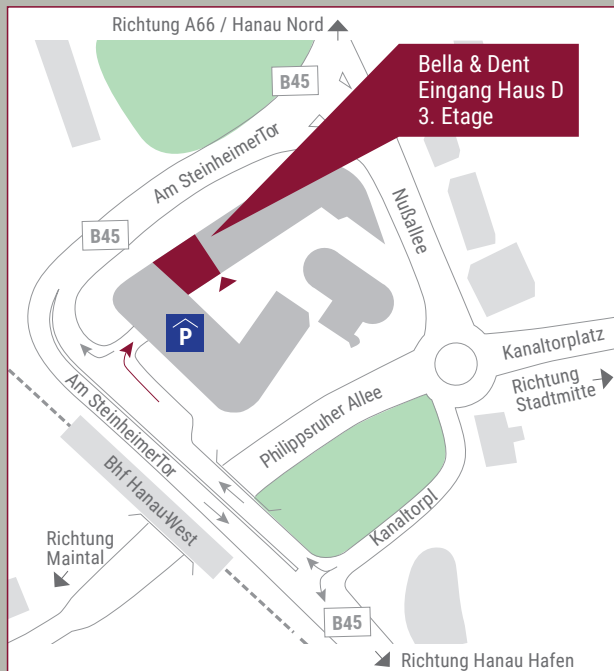 Richtung A66 / Hanau Nord
B45
Bella & Dent
Eingang Haus D
3. Etage
Am SteinheimerTor
Nußallee
B45
P
Kanaltorplatz
Richtung
Stadtmitte
Philippsruher Allee
Am SteinheimerTor
Bhf Hanau-West
Kanaltorpl
Richtung
Maintal
B45
Richtung Hanau Hafen